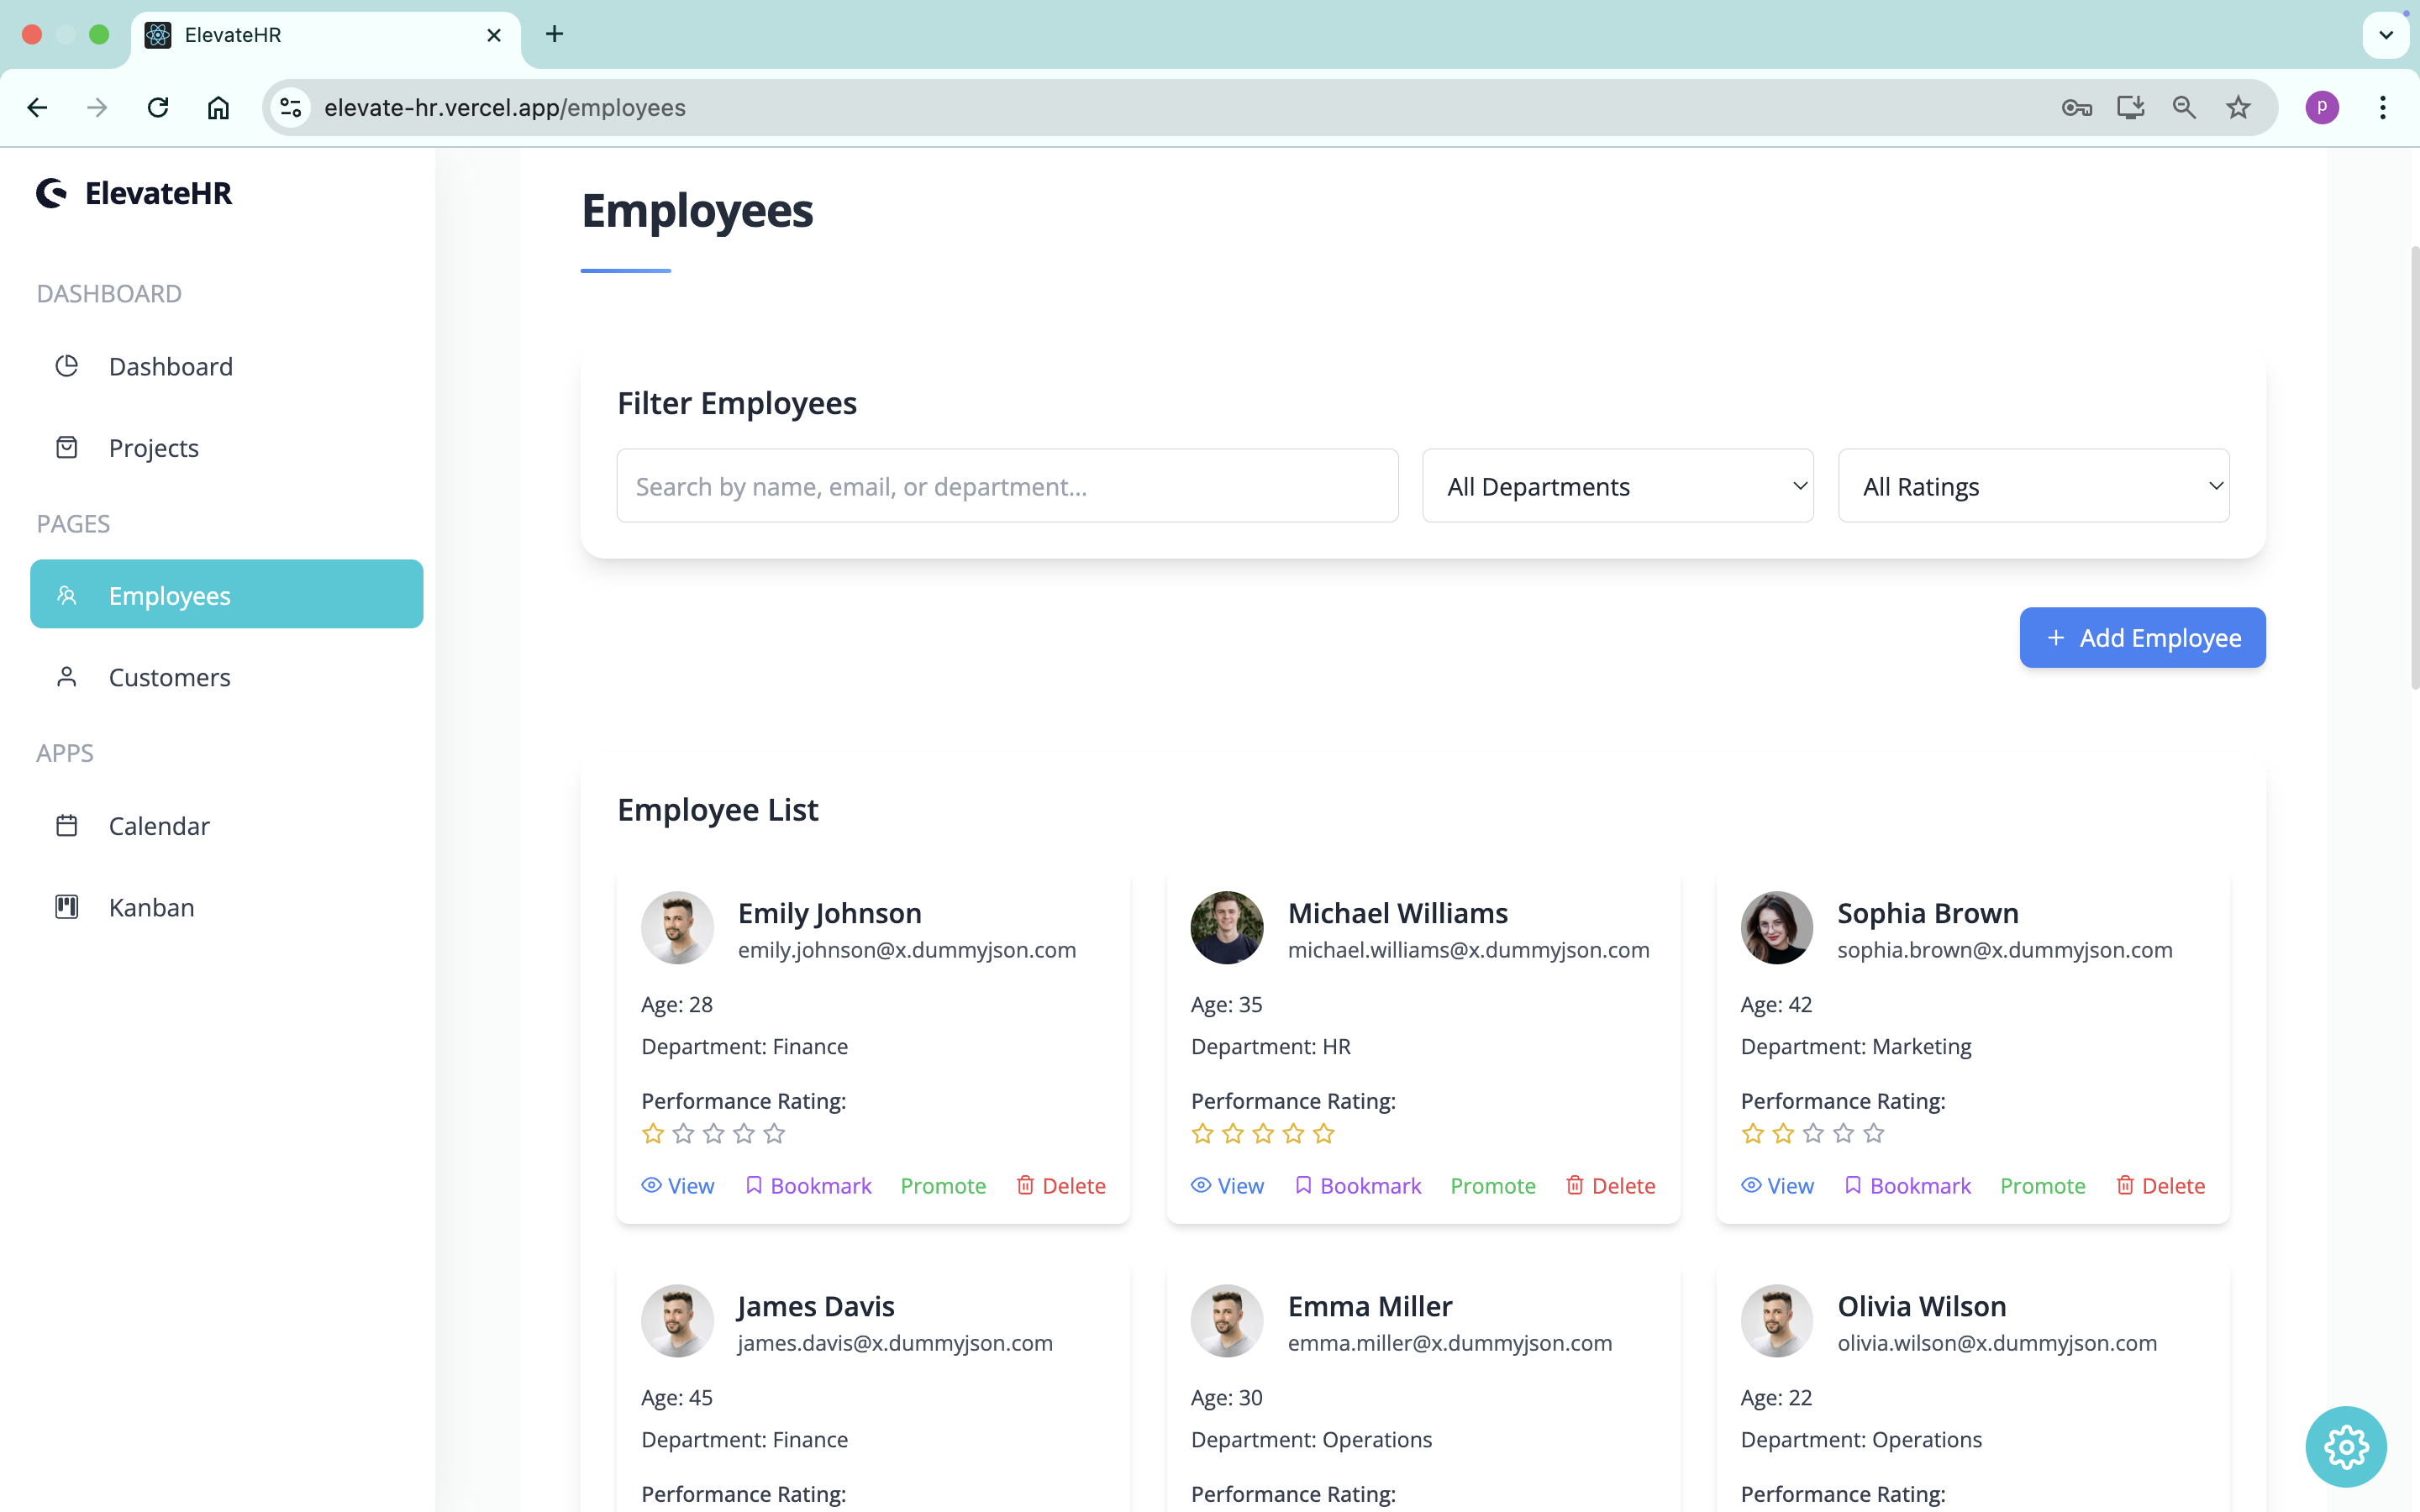 ElevateHR
elevate-hr.vercel.app/employees
p
ElevateHR
DASHBOARD
Dashboard
Projects
PAGES
Employees
Customers
APPS
Calendar
Kanban
Employees
Filter Employees
Search by name, email, or department...
All Departments
All Ratings
+ Add Employee
Employee List
Emily Johnson
emily.johnson@x.dummyjson.com
Age: 28
Department: Finance
Performance Rating:
View Bookmark Promote Delete
Michael Williams
michael.williams@x.dummyjson.com
Age: 35
Department: HR
Performance Rating:
View Bookmark Promote Delete
Sophia Brown
sophia.brown@x.dummyjson.com
Age: 42
Department: Marketing
Performance Rating:
View Bookmark Promote Delete
James Davis
james.davis@x.dummyjson.com
Age: 45
Department: Finance
Performance Rating:
Emma Miller
emma.miller@x.dummyjson.com
Age: 30
Department: Operations
Performance Rating:
Olivia Wilson
olivia.wilson@x.dummyjson.com
Age: 22
Department: Operations
Performance Rating: